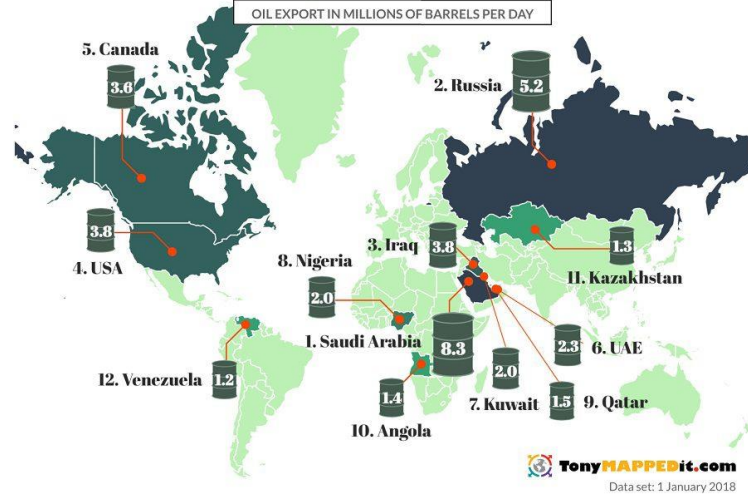 OIL EXPORT IN MILLIONS OF BARRELS PER DAY
5. Canada
3.6
2. Russia
5.2
3.8
4. USA
3. Iraq
3.8
1.3
11. Kazakhstan
8. Nigeria
2.0
1. Saudi Arabia
8.3
2.3
6. UAE
12. Venezuela
1.2
2.0
7. Kuwait
1.5
9. Qatar
1.4
10. Angola
TonyMAPPEDit.com
Data set: 1 January 2018